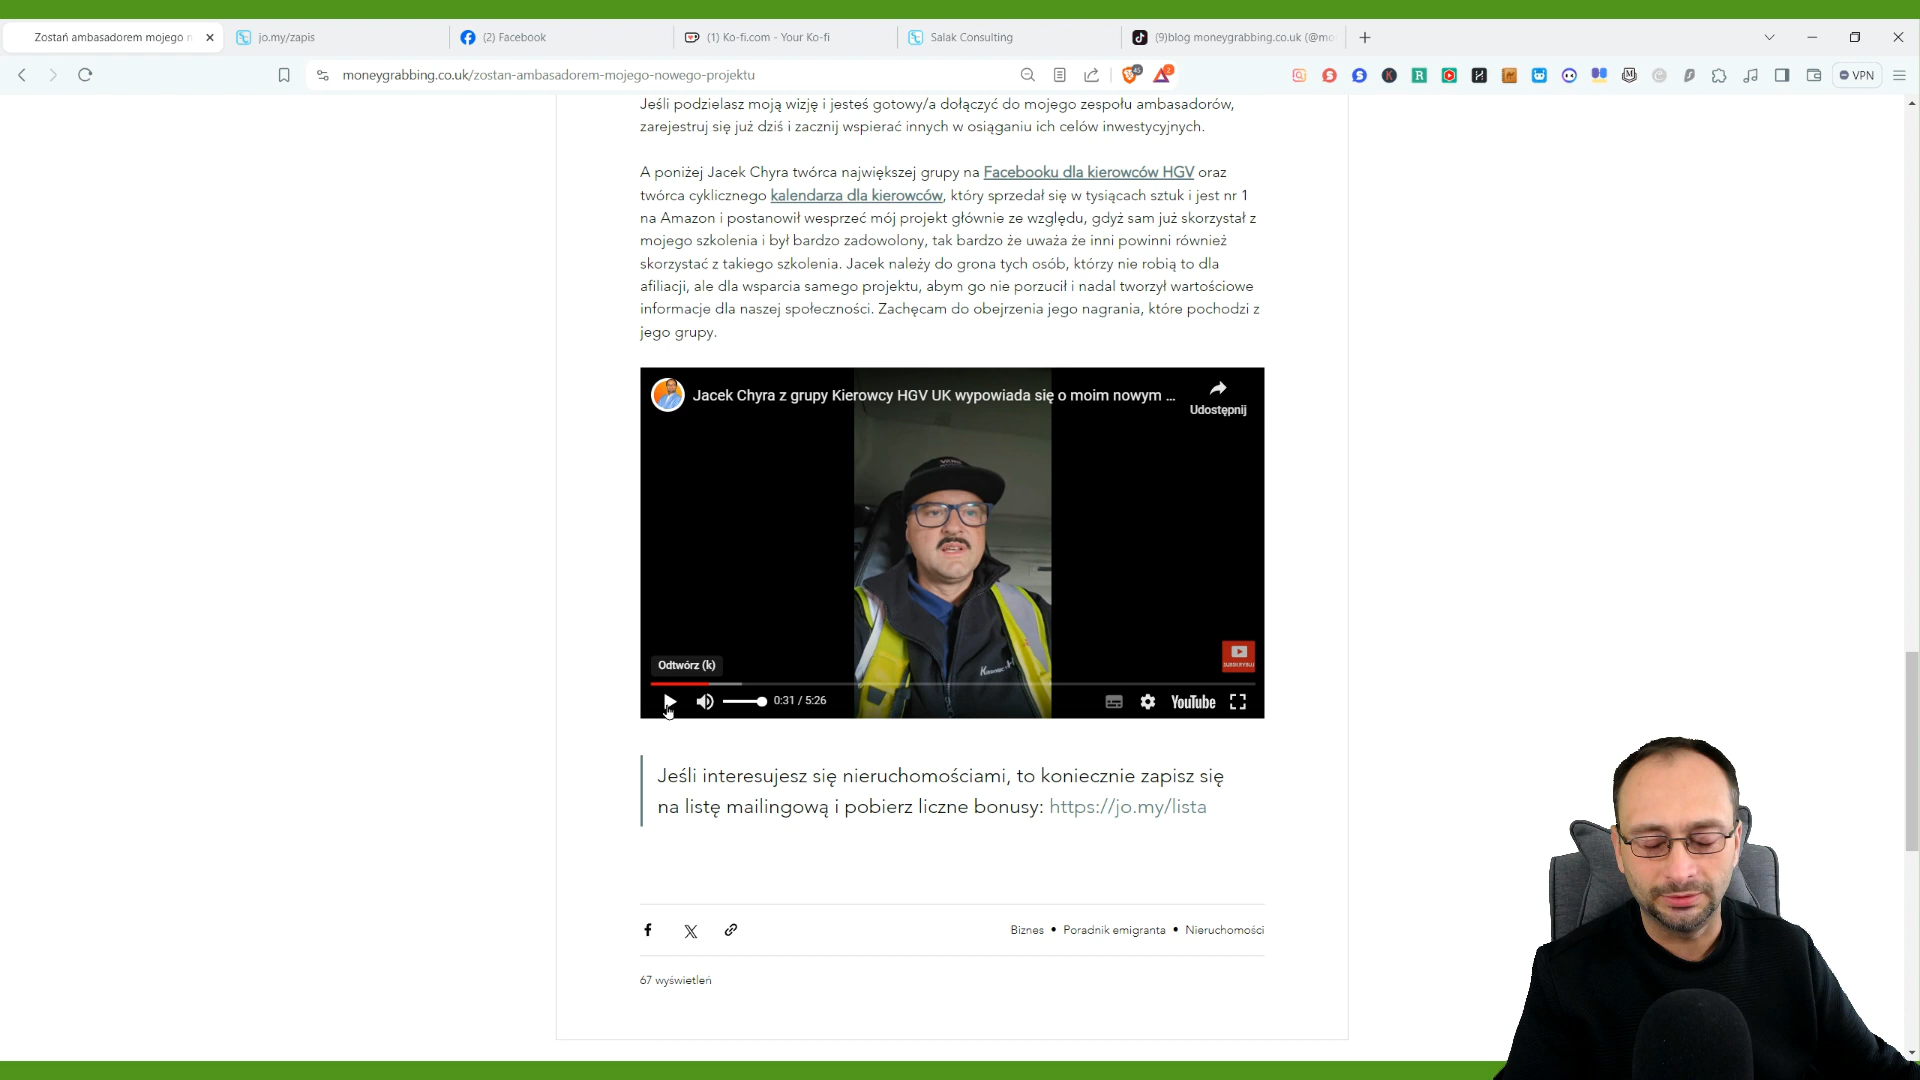 Zostań ambasadorem mojego n
jo.my/zapis
(2) Facebook
(1) Ko-fi.com - Your Ko-fi
Salak Consulting
(9)blog moneygrabbing.co.uk (@mo
moneygrabbing.co.uk/zostan-ambasadorem-mojego-nowego-projektu
45
2
VPN
Jeśli podzielasz moją wizję i jesteś gotowy/a dołączyć do mojego zespołu ambasadorów,
zarejestruj się już dziś i zacznij wspierać innych w osiąganiu ich celów inwestycyjnych.
A poniżej Jacek Chyra twórca największej grupy na Facebooku dla kierowców HGV oraz
twórca cyklicznego kalendarza dla kierowców, który sprzedał się w tysiącach sztuk i jest nr 1
na Amazon i postanowił wesprzeć mój projekt głównie ze względu, gdyż sam już skorzystał z
mojego szkolenia i był bardzo zadowolony, tak bardzo że uważa że inni powinni również
skorzystać z takiego szkolenia. Jacek należy do grona tych osób, którzy nie robią to dla
afiliacji, ale dla wsparcia samego projektu, abym go nie porzucił i nadal tworzył wartościowe
informacje dla naszej społeczności. Zachęcam do obejrzenia jego nagrania, które pochodzi z
jego grupy.
Jacek Chyra z grupy Kierowcy HGV UK wypowiada się o moim nowym ...
Udostępnij
SUBSKRYBUJ
Odtwórz (k)
0:31 / 5:26
YouTube
Jeśli interesujesz się nieruchomościami, to koniecznie zapisz się
na listę mailingową i pobierz liczne bonusy: https://jo.my/lista
Biznes • Poradnik emigranta • Nieruchomości
67 wyświetleń